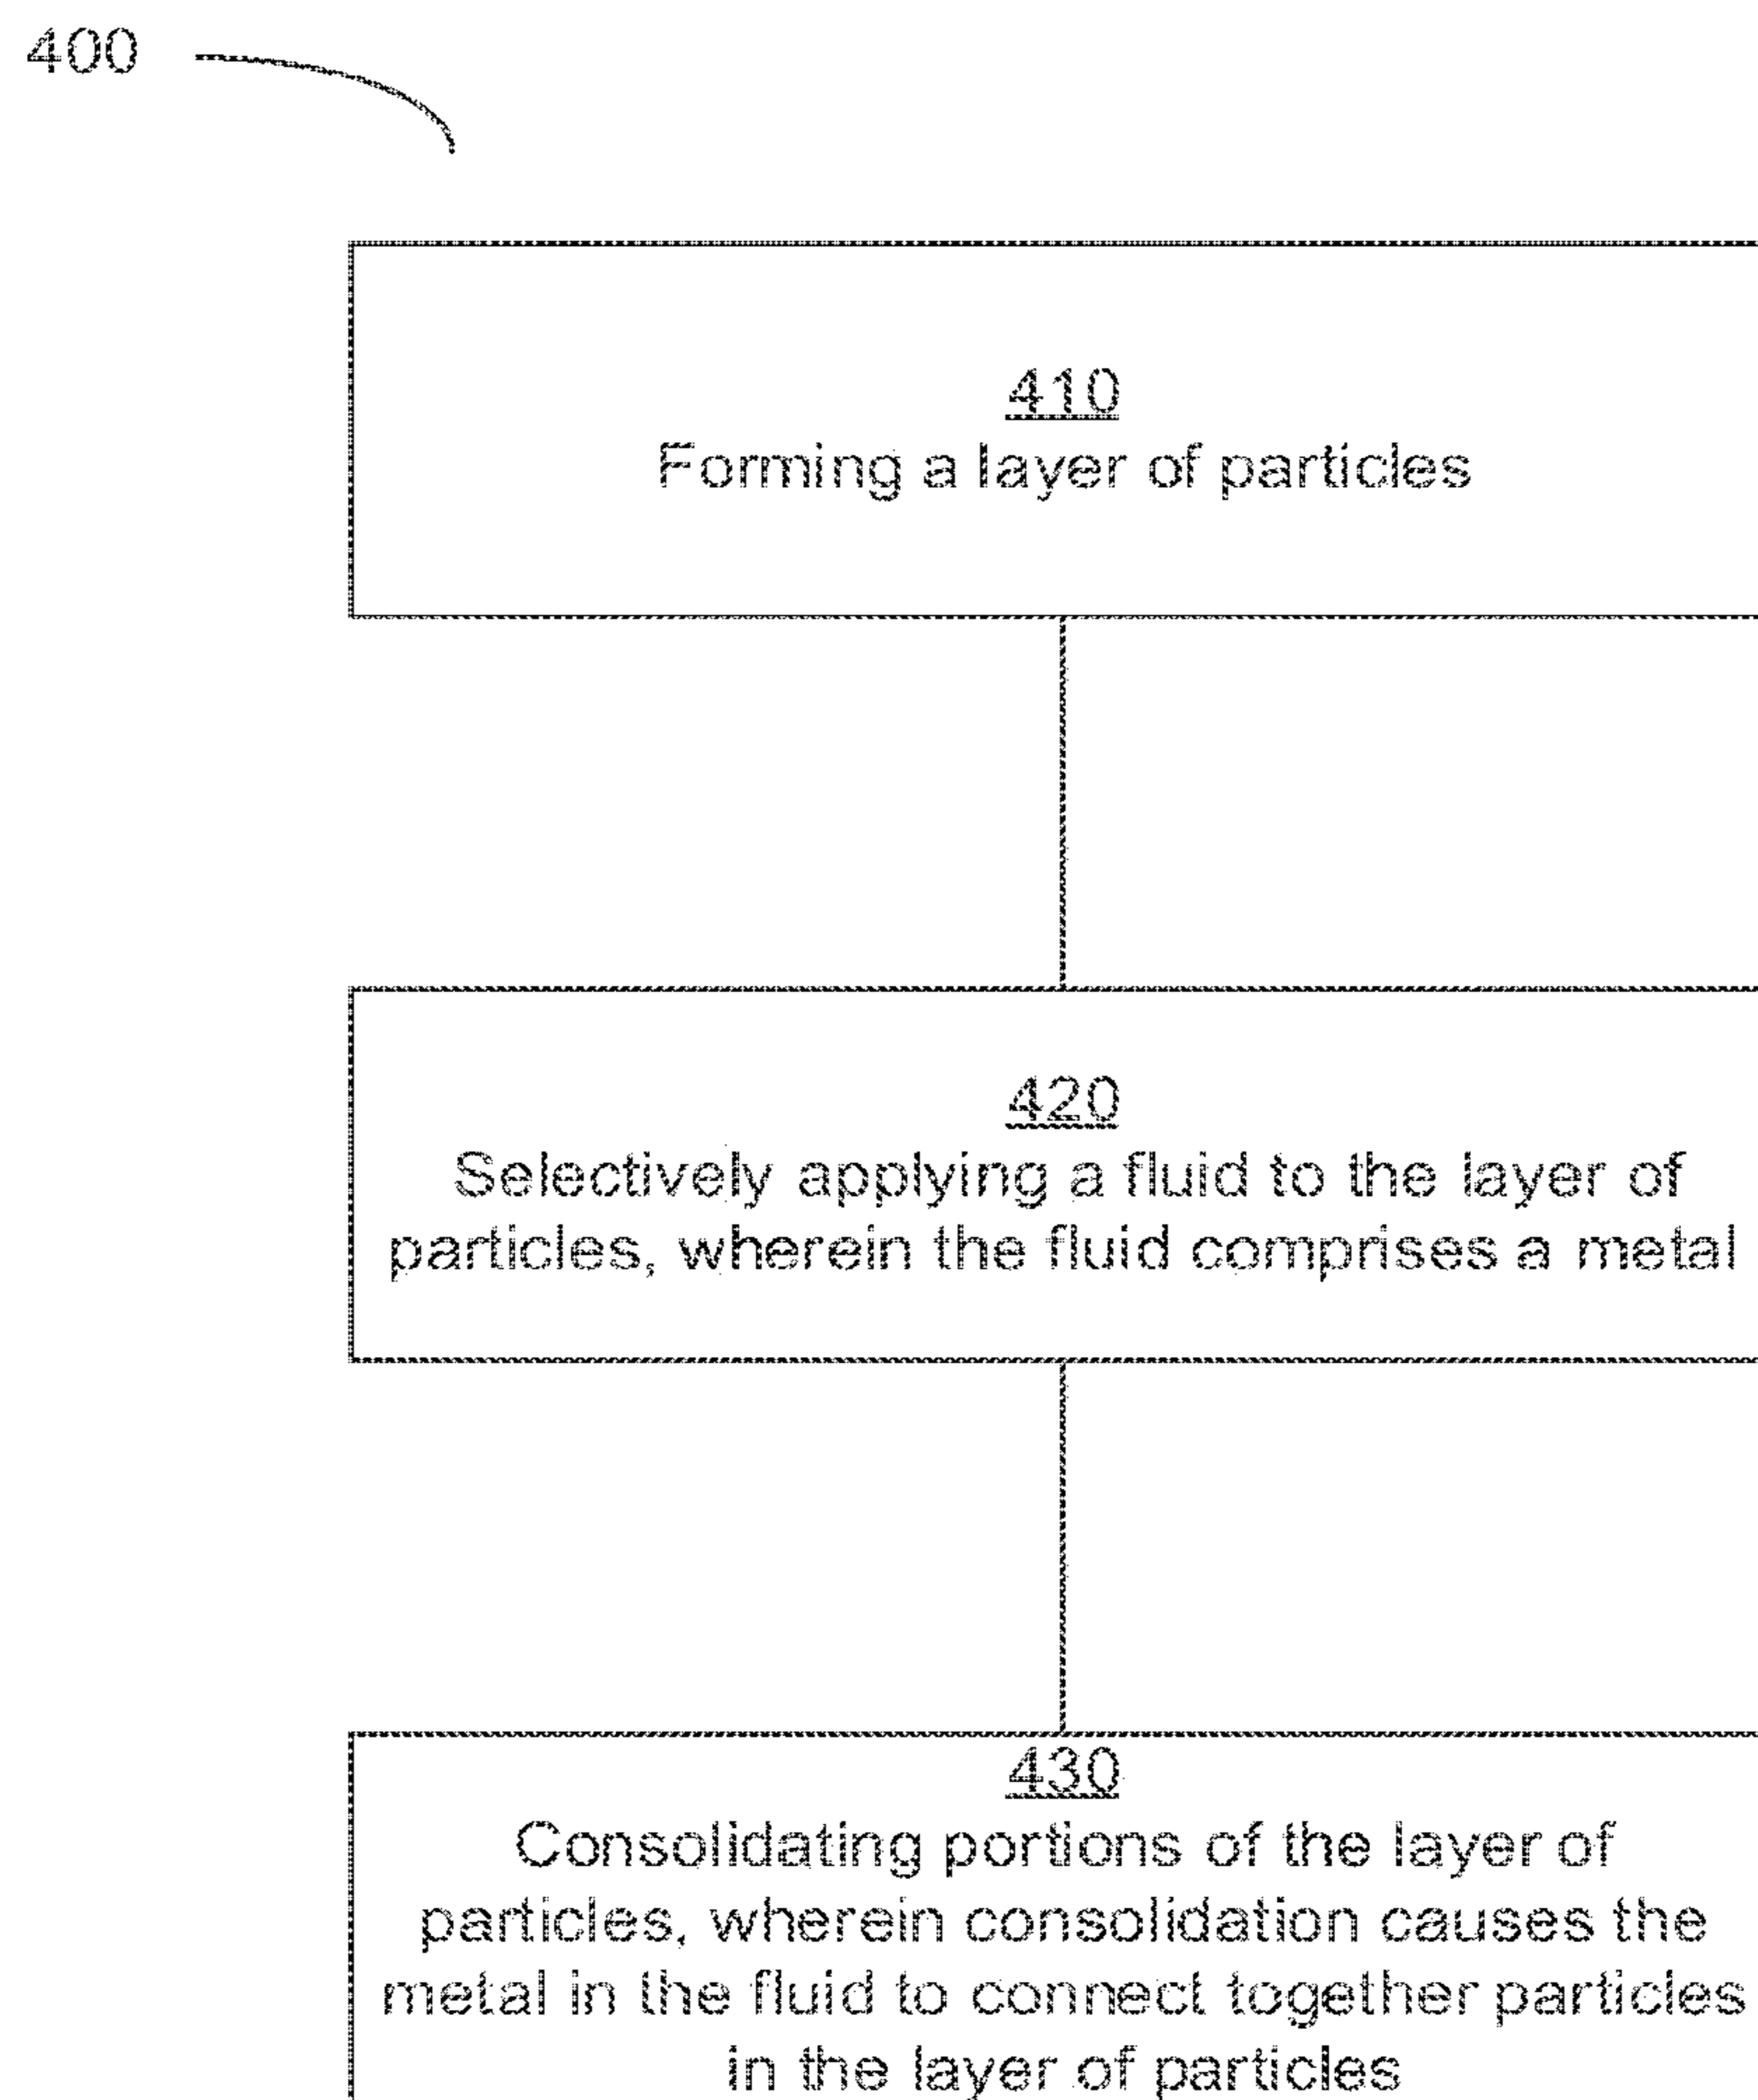 400
410
Forming a layer of particles
420
Selectively applying a fluid to the layer of
particles, wherein the fluid comprises a metal
430
Consolidating portions of the layer of
particles, wherein consolidation causes the
metal in the fluid to connect together particles
in the layer of particles